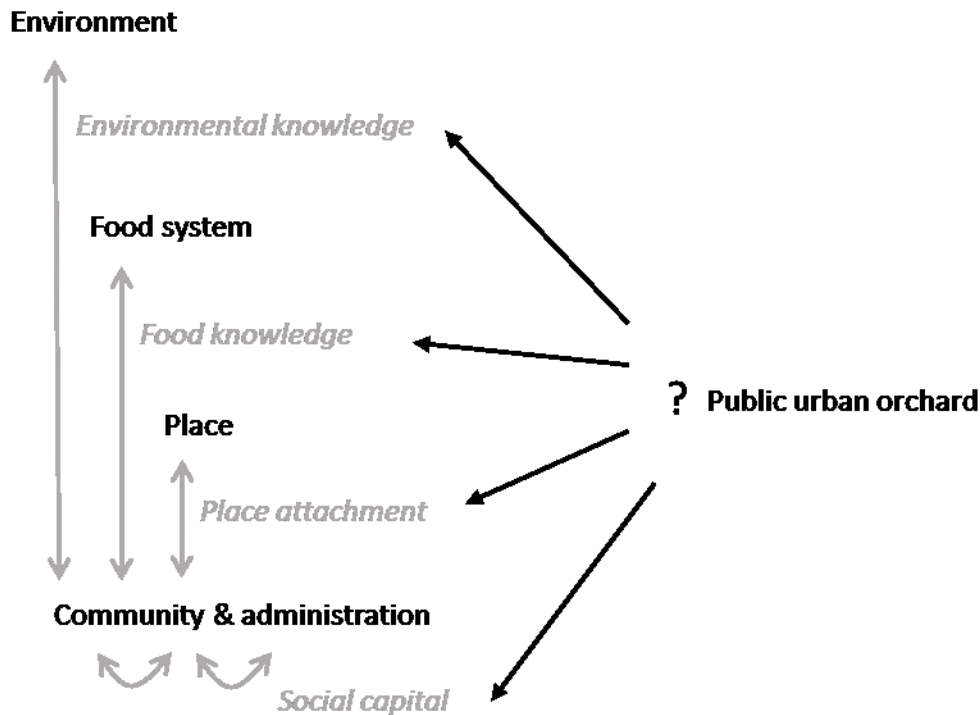 Environment
Environmental knowledge
Food system
Food knowledge
? Public urban orchard
Place
Place attachment
Community & administration
Social capital